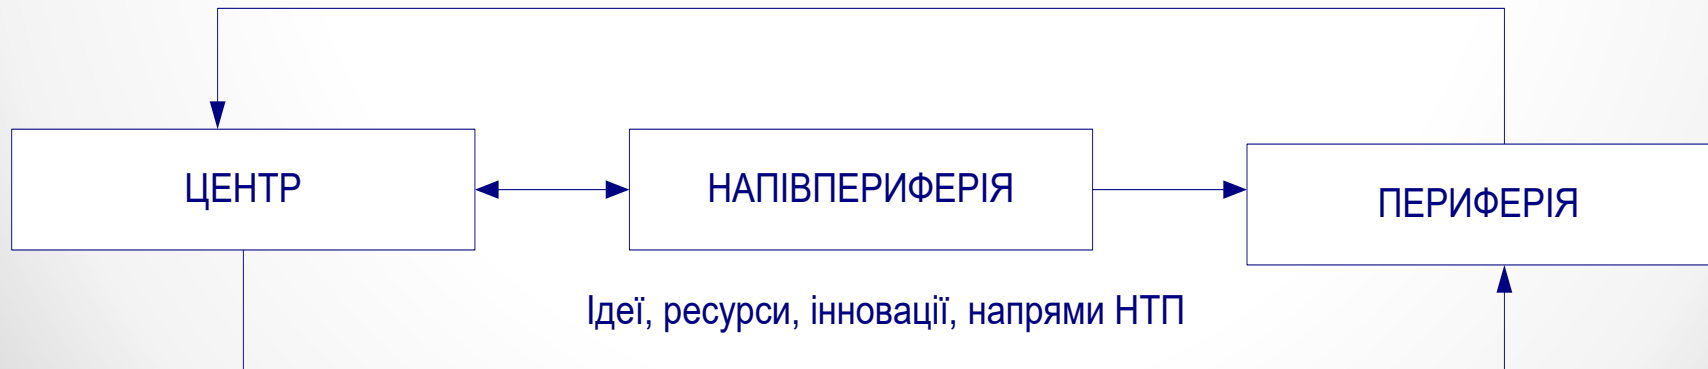 ЦЕНТР
НАПІВПЕРИФЕРІЯ
ПЕРИФЕРІЯ
Ідеї, ресурси, інновації, напрями НТП